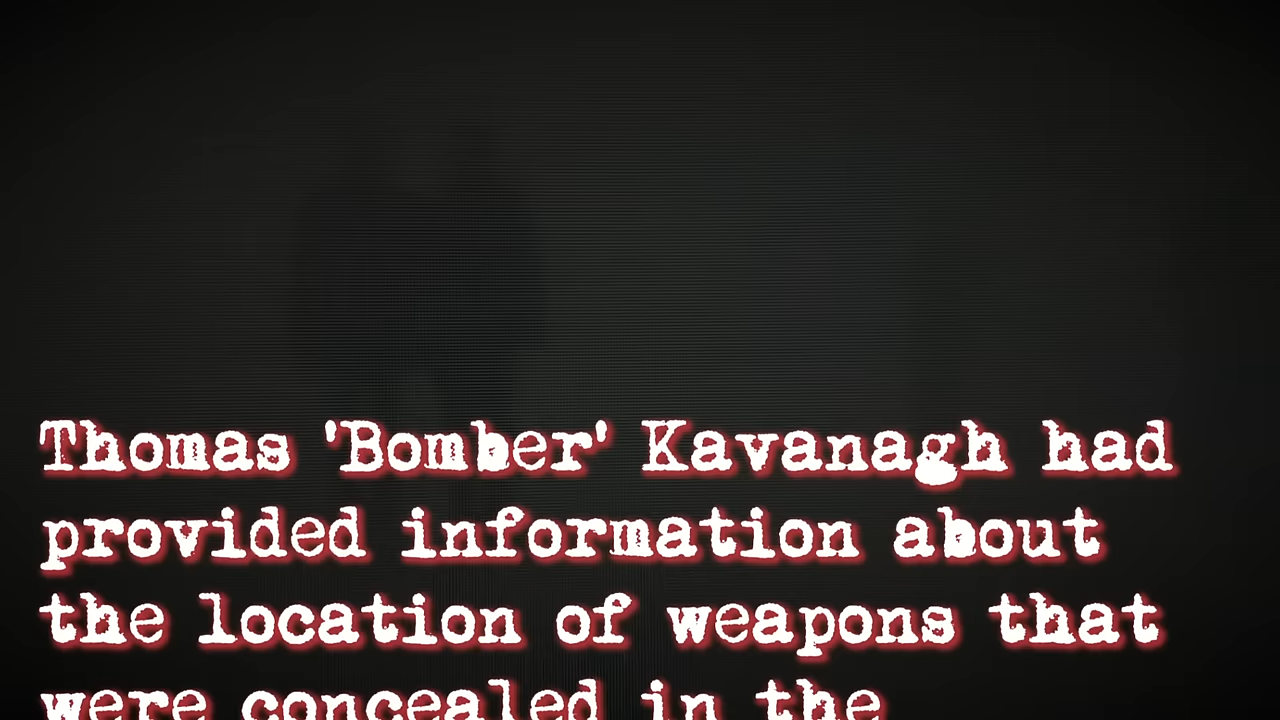 Thomas 'Bomber' Kavanagh had
provided information about
the location of weapons that
were concealed in the